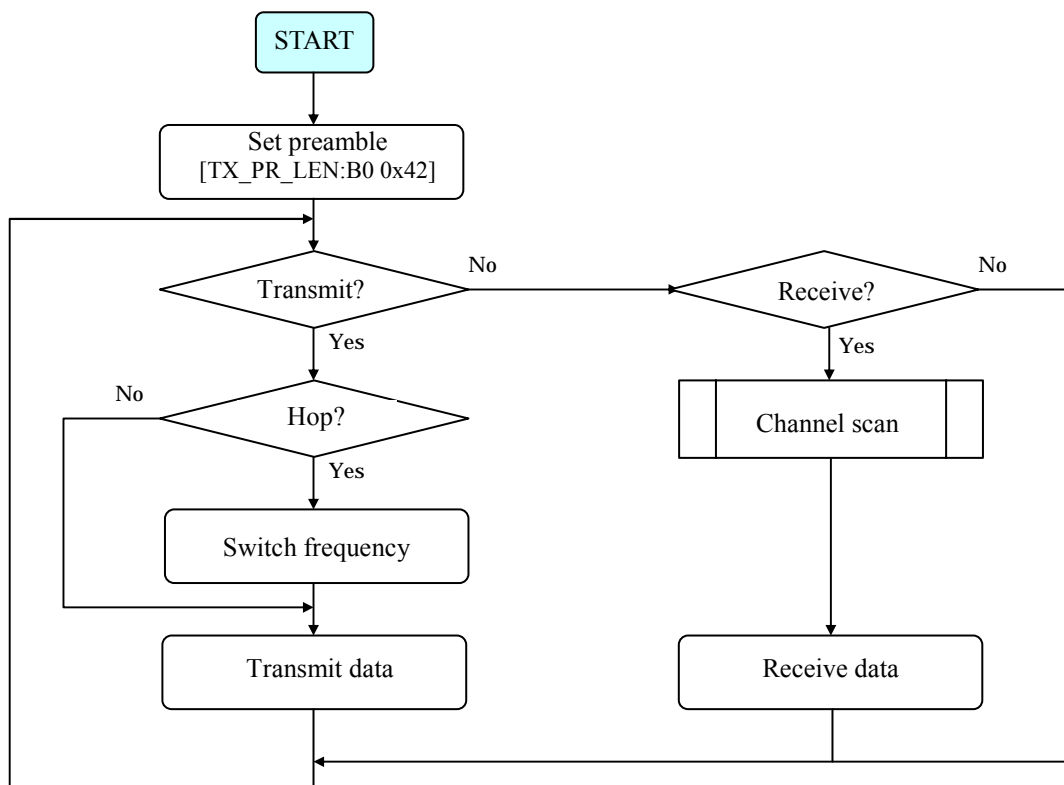 START
Set preamble
[TX_PR_LEN:B0 0x42]
Transmit?
No
Receive?
No
Yes
Yes
No
Hop?
Channel scan
Yes
Switch frequency
Transmit data
Receive data